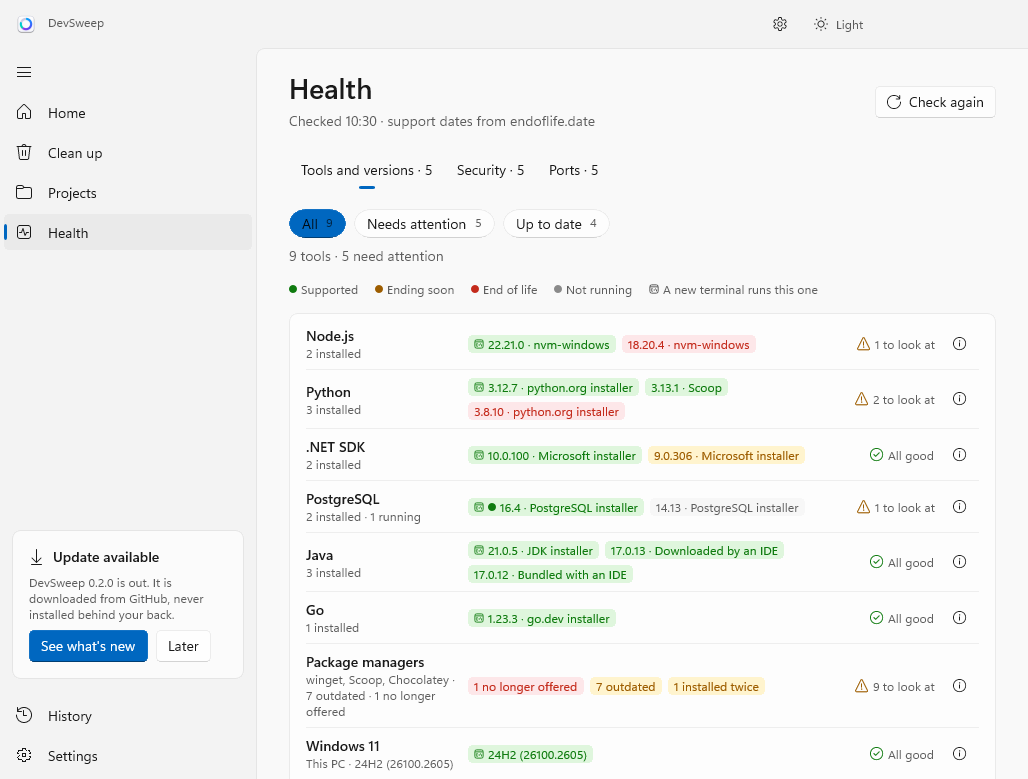 DevSweep
Light
Home
Clean up
Projects
Health
Update available
DevSweep 0.2.0 is out. It is
downloaded from GitHub, never
installed behind your back.
See what's new
Later
History
Settings
Health
Checked 10:30 · support dates from endoflife.date
Check again
Tools and versions · 5
Security · 5
Ports · 5
All 9
Needs attention 5
Up to date 4
9 tools · 5 need attention
Supported
Ending soon
End of life
Not running
A new terminal runs this one
Node.js
2 installed
22.21.0 · nvm-windows
18.20.4 · nvm-windows
1 to look at
Python
3 installed
3.12.7 · python.org installer
3.13.1 · Scoop
3.8.10 · python.org installer
2 to look at
.NET SDK
2 installed
10.0.100 · Microsoft installer
9.0.306 · Microsoft installer
All good
PostgreSQL
2 installed · 1 running
16.4 · PostgreSQL installer
14.13 · PostgreSQL installer
1 to look at
Java
3 installed
21.0.5 · JDK installer
17.0.13 · Downloaded by an IDE
17.0.12 · Bundled with an IDE
All good
Go
1 installed
1.23.3 · go.dev installer
All good
Package managers
winget, Scoop, Chocolatey ·
7 outdated · 1 no longer
offered
1 no longer offered
7 outdated
1 installed twice
9 to look at
Windows 11
This PC · 24H2 (26100.2605)
24H2 (26100.2605)
All good